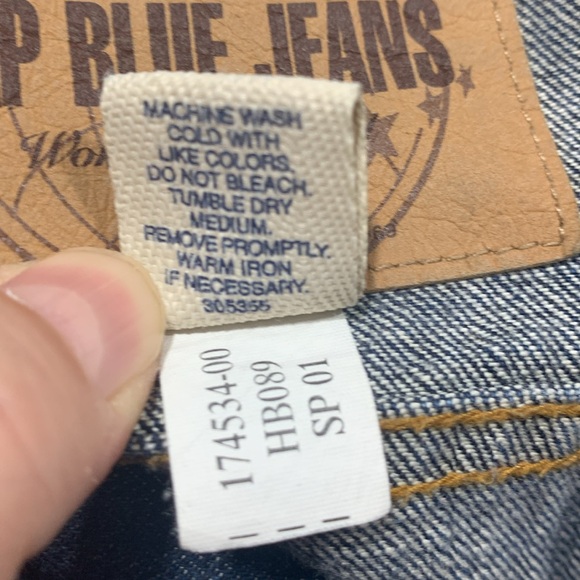 P BLUE JEANS
MACHINE WASH
COLD WITH
LIKE COLORS.
DO NOT BLEACH.
TUMBLE DRY
MEDIUM.
REMOVE PROMPTLY.
WARM IRON
IF NECESSARY.
305355
174534-00
HB089
SP 01